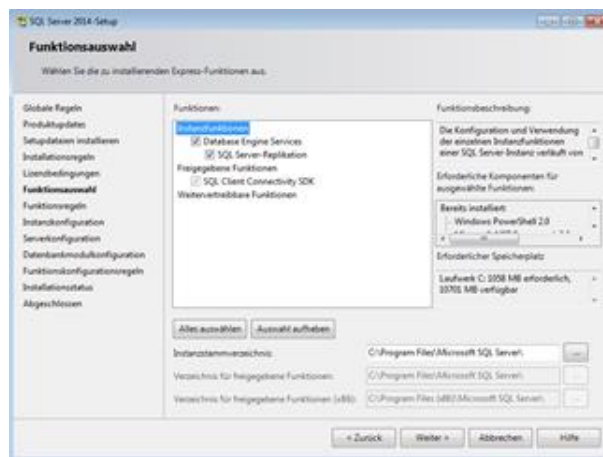 SQL Server 2014-Setup
Funktionsauswahl
Wählen Sie die zu installierenden Express-Funktionen aus.
Globale Regeln
Produktupdates
Setupdateien installieren
Installationsregeln
Lizenzbedingungen
Funktionsauswahl
Funktionsregeln
Instanzkonfiguration
Serverkonfiguration
Datenbankmodulkonfiguration
Funktionskonfigurationsregeln
Installationsstatus
Abgeschlossen
Funktionen:
Instanzfunktionen
Database Engine Services
SQL Server-Replikation
Freigegebene Funktionen
SQL Client Connectivity SDK
Weitervertreibbare Funktionen
Funktionsbeschreibung:
Die Konfiguration und Verwendung
der einzelnen Instanzfunktionen
einer SQL Server-Instanz verläuft von
Erforderliche Komponenten für
ausgewählte Funktionen:
Bereits installiert:
Windows PowerShell 2.0
Erforderlicher Speicherplatz
Laufwerk C: 1058 MB erforderlich,
10701 MB verfügbar
Alles auswählen
Auswahl aufheben
Instanzstammverzeichnis:
C:\Program Files\Microsoft SQL Server\
...
Verzeichnis für freigegebene Funktionen:
C:\Program Files\Microsoft SQL Server\
...
Verzeichnis für freigegebene Funktionen (x86):
C:\Program Files (x86)\Microsoft SQL Server\
...
< Zurück
Weiter >
Abbrechen
Hilfe